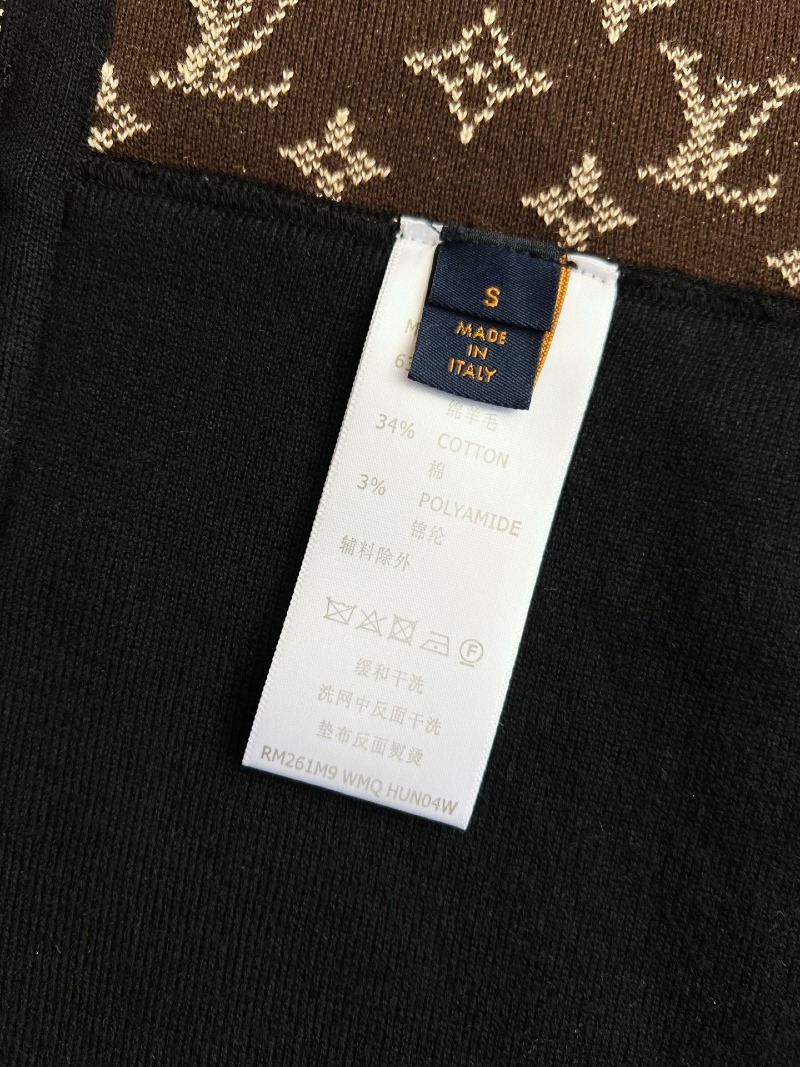 S
MADE
IN
ITALY
M
63
绵羊毛
34% COTTON
棉
3% POLYAMIDE
锦纶
辅料除外
F
缓和干洗
洗网中反面干洗
垫布反面熨烫
RM261M9 WMQ HUN04W